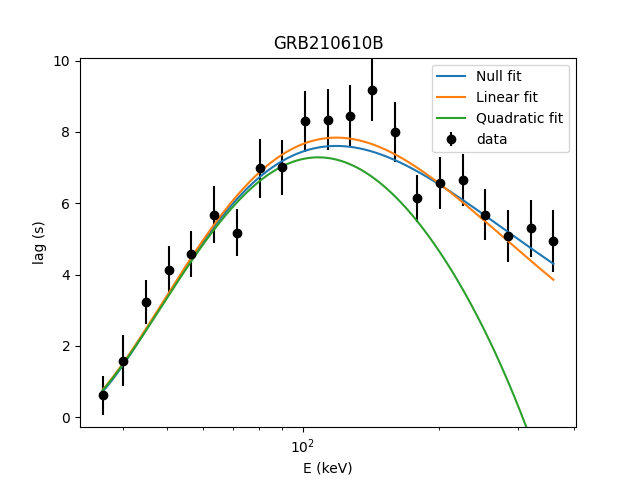 GRB210610B
Null fit
Linear fit
Quadratic fit
data
lag (s)
10
8
6
4
2
0
10²
E (keV)